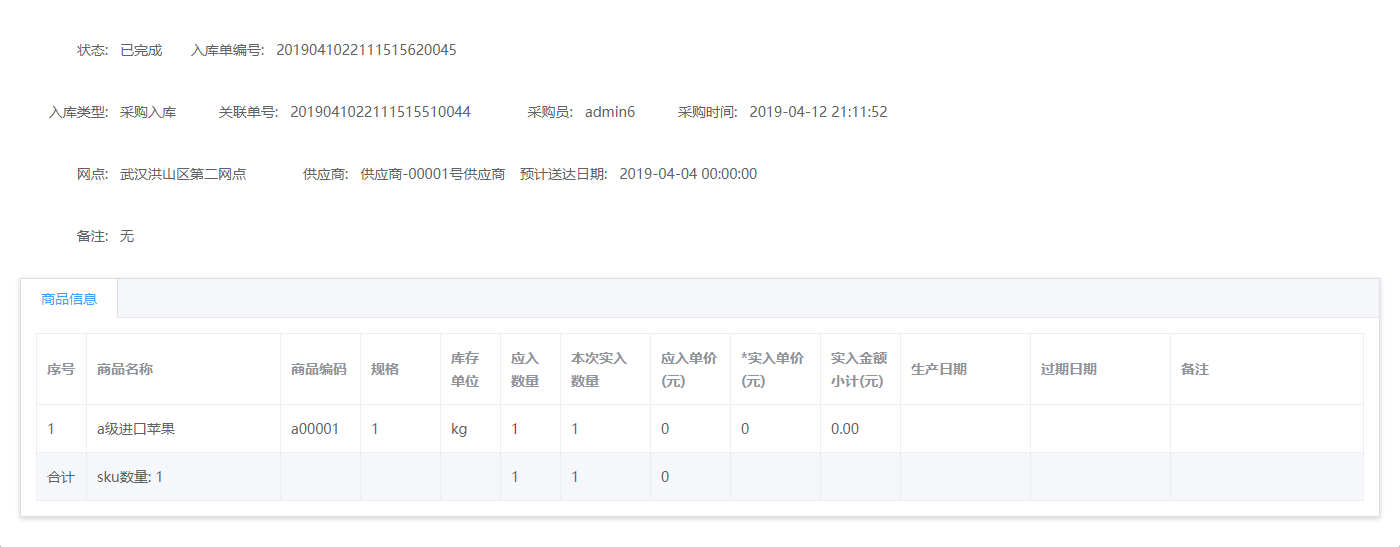 状态: 已完成 入库单编号: 2019041022111515620045
入库类型: 采购入库 关联单号: 2019041022111515510044 采购员: admin6 采购时间: 2019-04-12 21:11:52
网点: 武汉洪山区第二网点 供应商: 供应商-00001号供应商 预计送达日期: 2019-04-04 00:00:00
备注: 无
商品信息
序号 商品名称 商品编码 规格 库存单位 应入数量 本次实入数量 应入单价(元) *实入单价(元) 实入金额小计(元) 生产日期 过期日期 备注
1 a级进口苹果 a00001 1 kg 1 1 0 0 0.00
合计 sku数量: 1 1 1 0